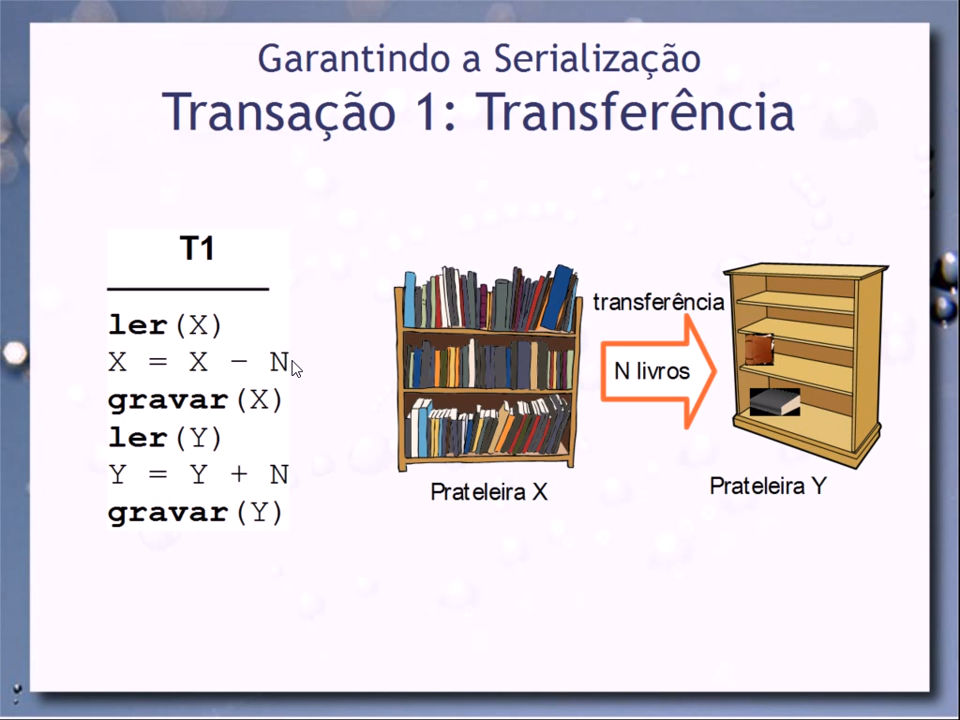 Garantindo a Serialização
Transação 1: Transferência
T1
ler(X)
X = X − N
gravar(X)
ler(Y)
Y = Y + N
gravar(Y)
transferência
N livros
Prateleira X
Prateleira Y